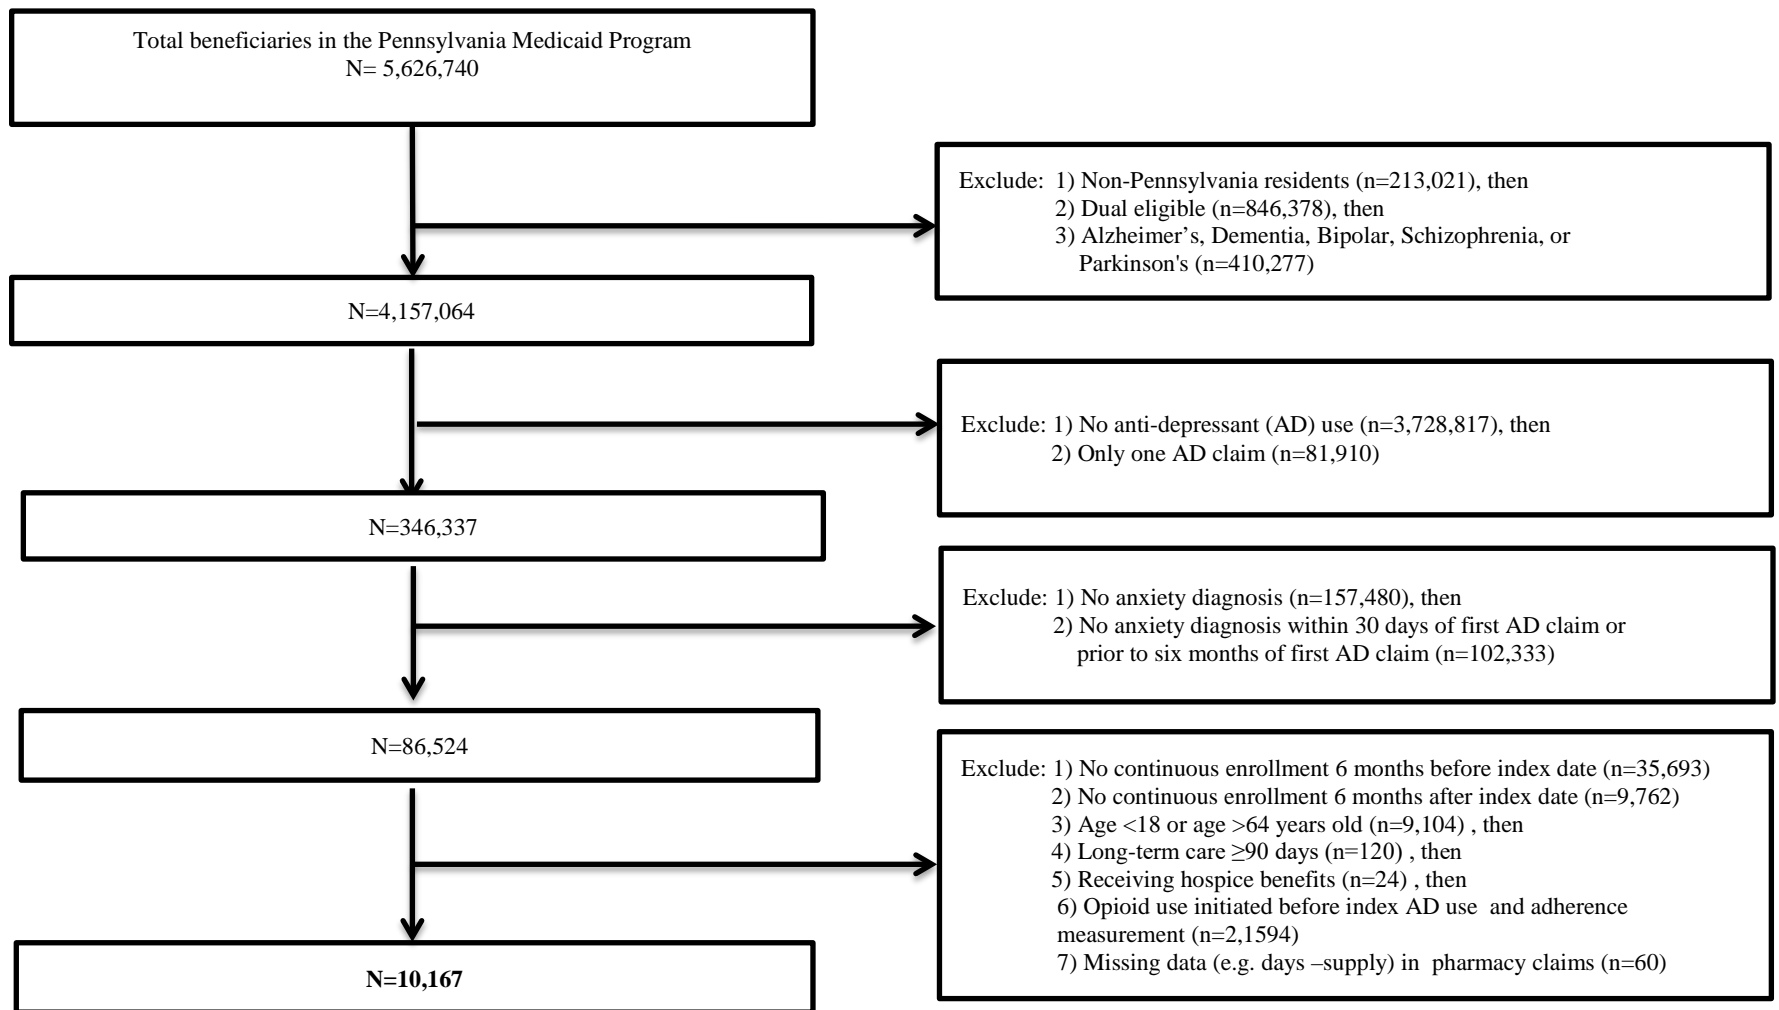 Total beneficiaries in the Pennsylvania Medicaid Program
N= 5,626,740
Exclude: 1) Non-Pennsylvania residents (n=213,021), then
2) Dual eligible (n=846,378), then
3) Alzheimer’s, Dementia, Bipolar, Schizophrenia, or
Parkinson's (n=410,277)
N=4,157,064
Exclude: 1) No anti-depressant (AD) use (n=3,728,817), then
2) Only one AD claim (n=81,910)
N=346,337
Exclude: 1) No anxiety diagnosis (n=157,480), then
2) No anxiety diagnosis within 30 days of first AD claim or
prior to six months of first AD claim (n=102,333)
N=86,524
Exclude: 1) No continuous enrollment 6 months before index date (n=35,693)
2) No continuous enrollment 6 months after index date (n=9,762)
3) Age <18 or age >64 years old (n=9,104) , then
4) Long-term care ≥90 days (n=120) , then
5) Receiving hospice benefits (n=24) , then
6) Opioid use initiated before index AD use and adherence
measurement (n=2,1594)
7) Missing data (e.g. days –supply) in pharmacy claims (n=60)
N=10,167